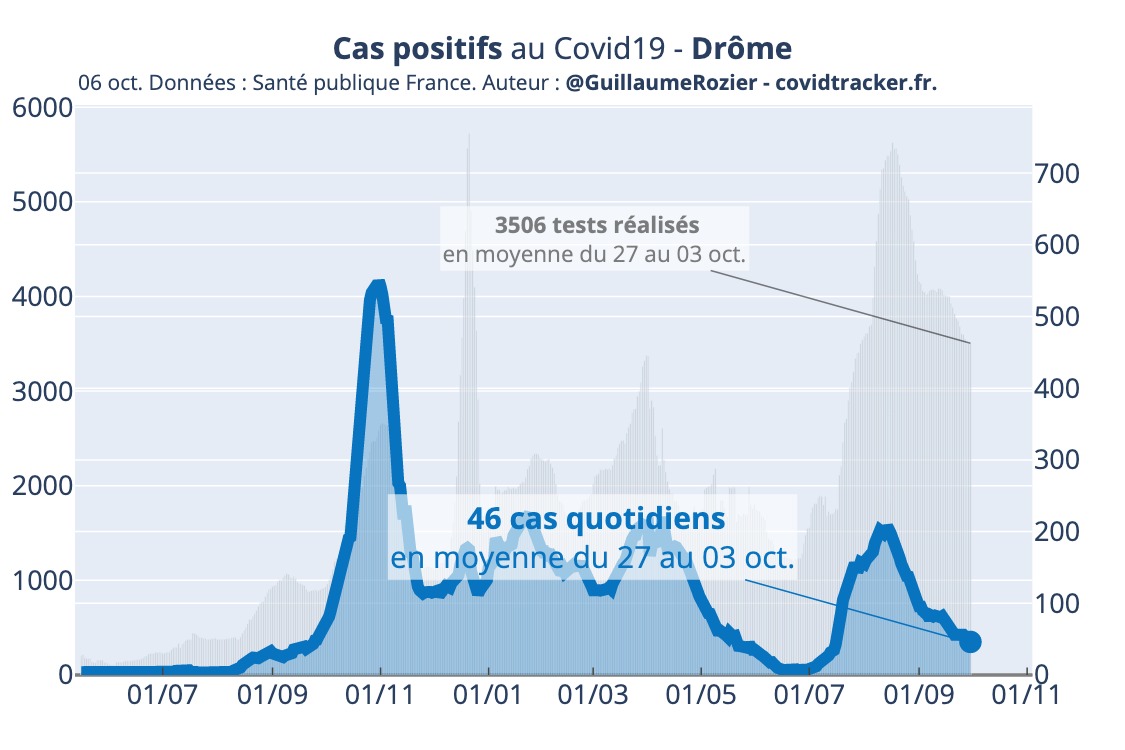 Cas positifs au Covid19 - Drôme
06 oct. Données : Santé publique France. Auteur : @GuillaumeRozier - covidtracker.fr.
6000
5000
4000
3000
2000
1000
0
700
600
500
400
300
200
100
0
3506 tests réalisés
en moyenne du 27 au 03 oct.
46 cas quotidiens
en moyenne du 27 au 03 oct.
01/07 01/09 01/11 01/01 01/03 01/05 01/07 01/09 01/11